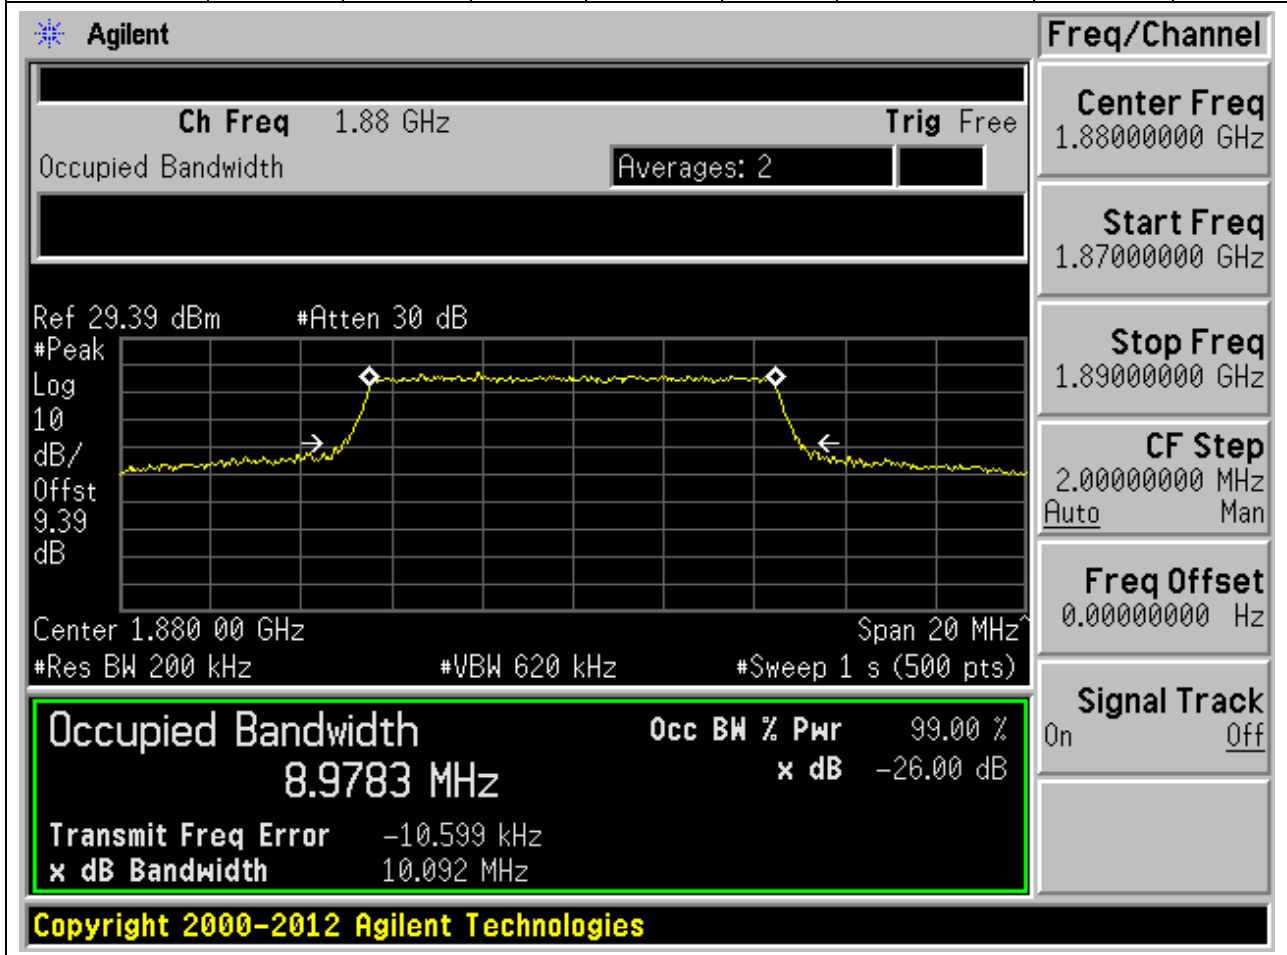 Agilent
Ch Freq 1.88 GHz Trig Free
Occupied Bandwidth Averages: 2
Ref 29.39 dBm #Atten 30 dB
#Peak
Log
10
dB/
Offst
9.39
dB
Center 1.880 00 GHz Span 20 MHz^
#Res BW 200 kHz #VBW 620 kHz #Sweep 1 s (500 pts)
Occupied Bandwidth Occ BW % Pwr 99.00 %
8.9783 MHz x dB -26.00 dB
Transmit Freq Error -10.599 kHz
x dB Bandwidth 10.092 MHz
Copyright 2000-2012 Agilent Technologies
Freq/Channel
Center Freq
1.88000000 GHz
Start Freq
1.87000000 GHz
Stop Freq
1.89000000 GHz
CF Step
2.00000000 MHz
Auto Man
Freq Offset
0.00000000 Hz
Signal Track
On Off